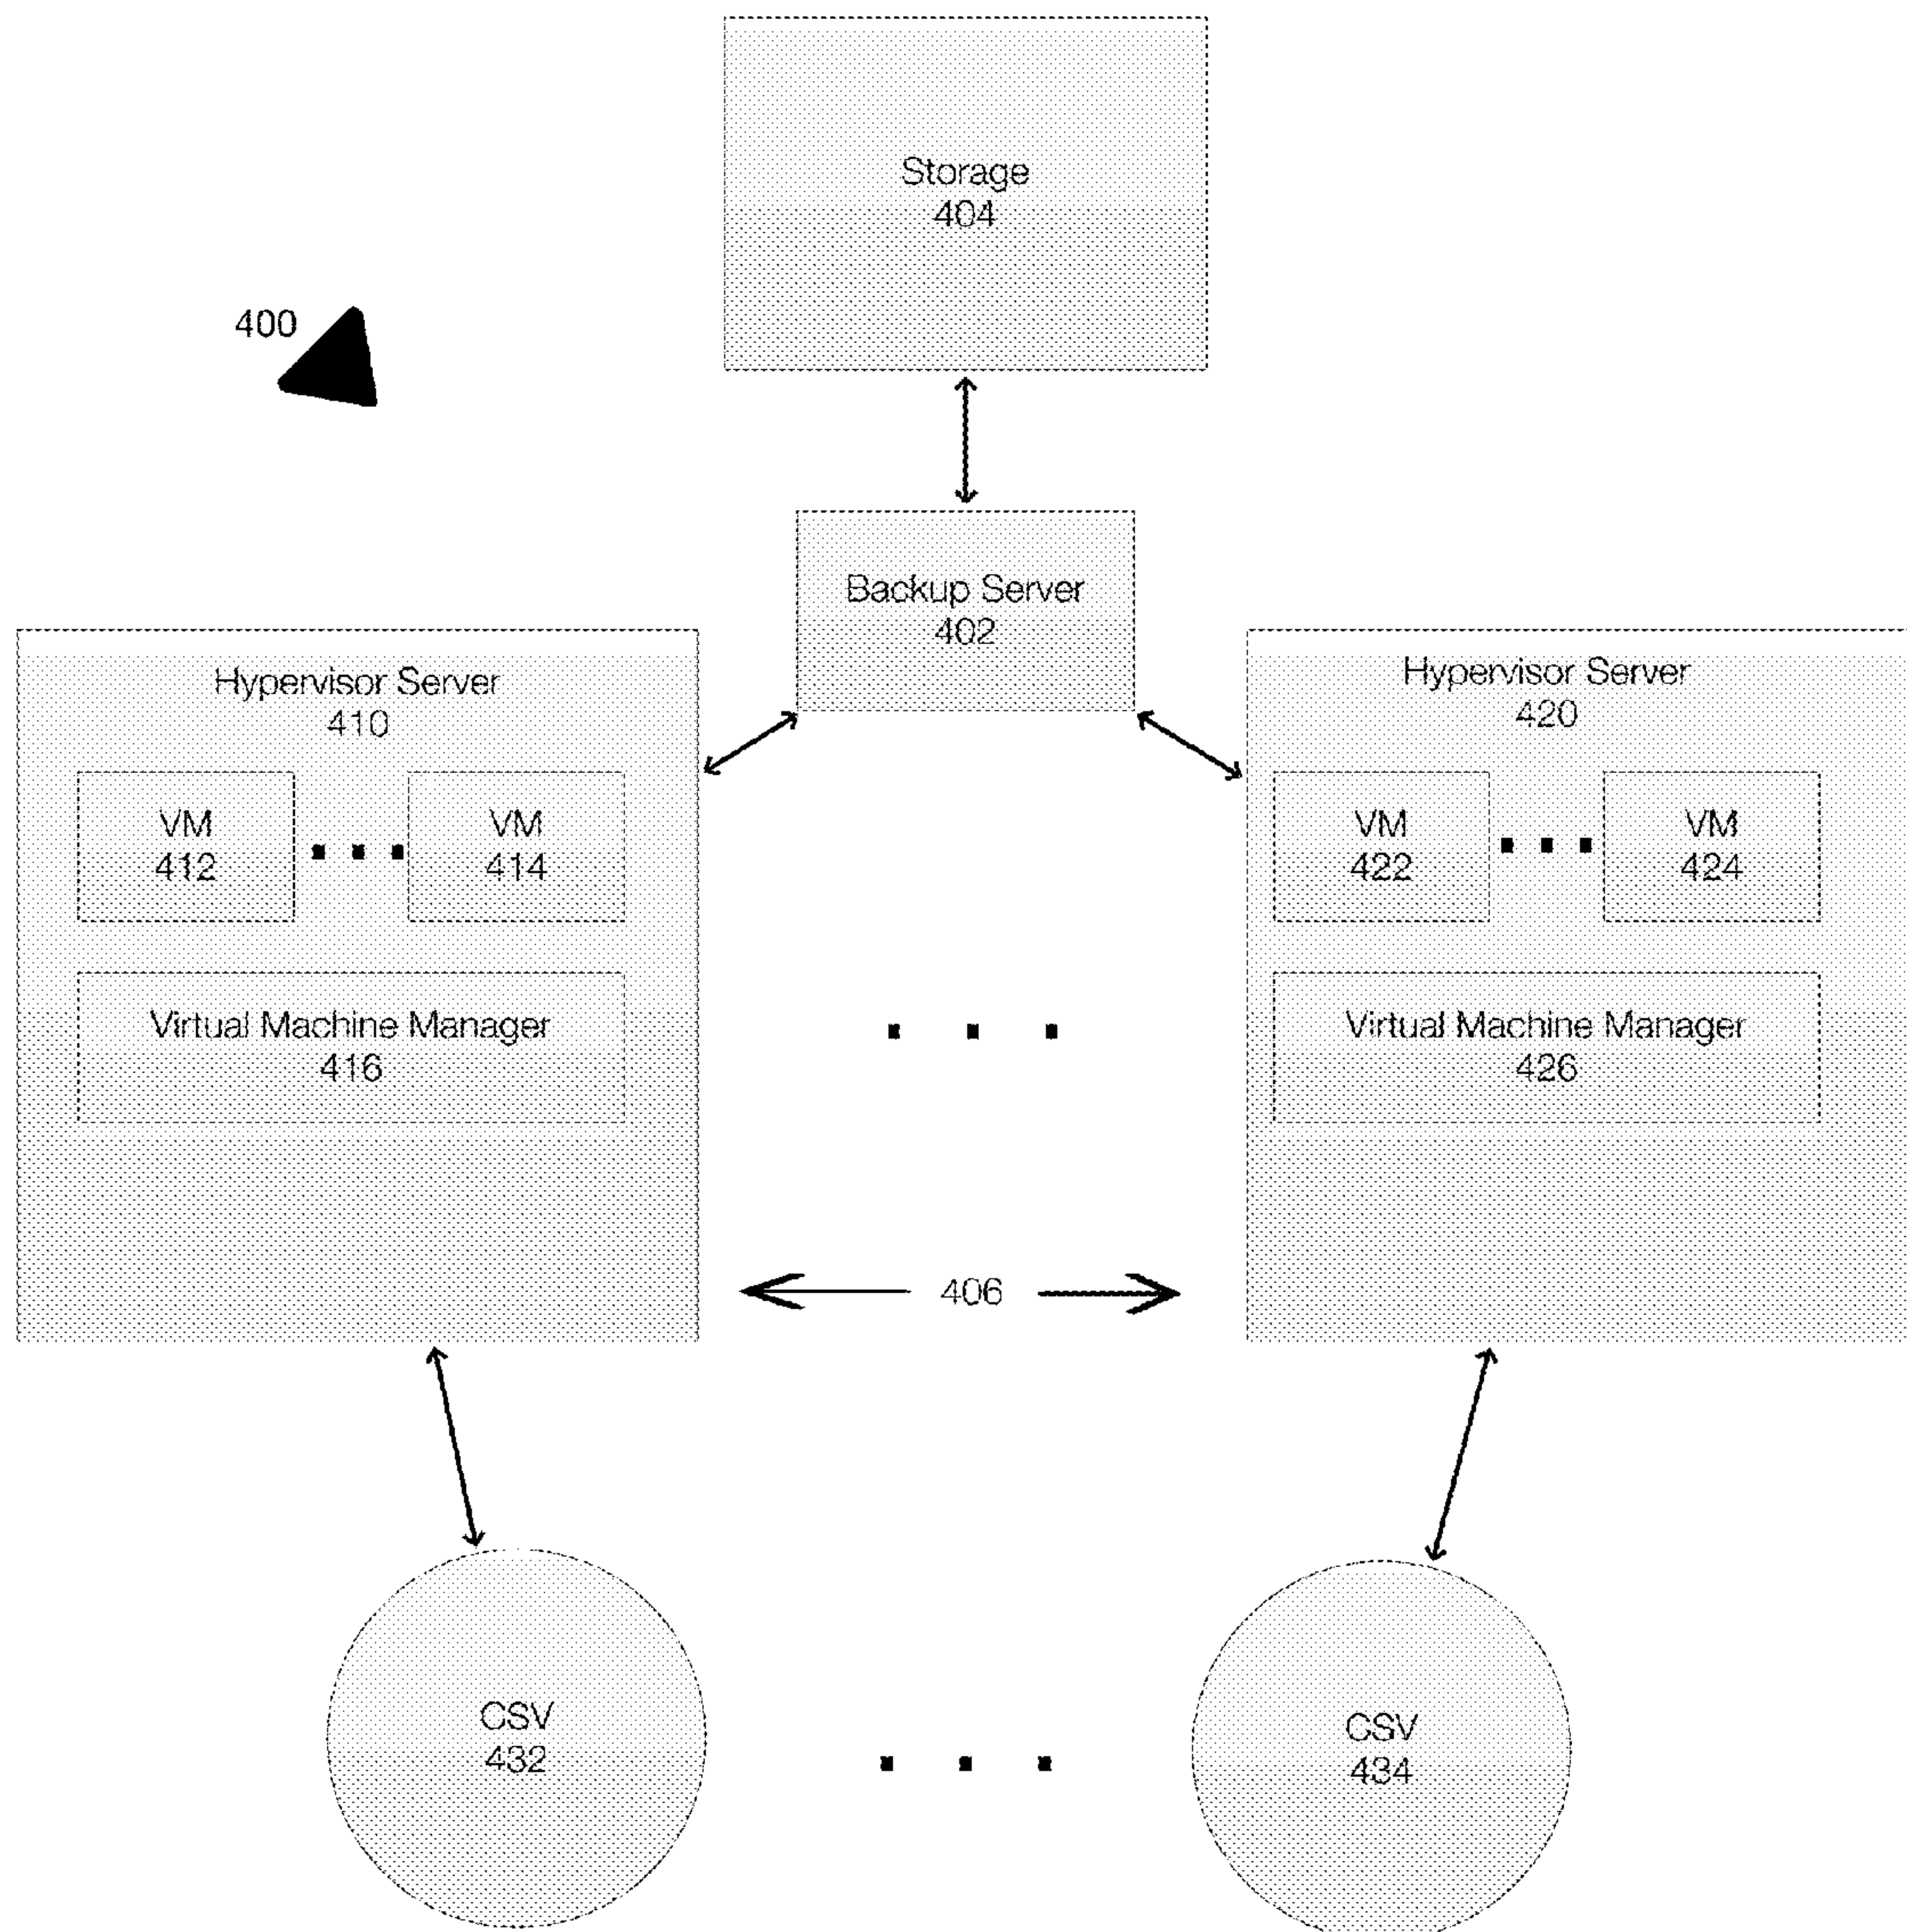 Storage
404
400
Backup Server
402
Hypervisor Server
410
VM
412
VM
414
Virtual Machine Manager
416
Hypervisor Server
420
VM
422
VM
424
Virtual Machine Manager
426
406
CSV
432
CSV
434